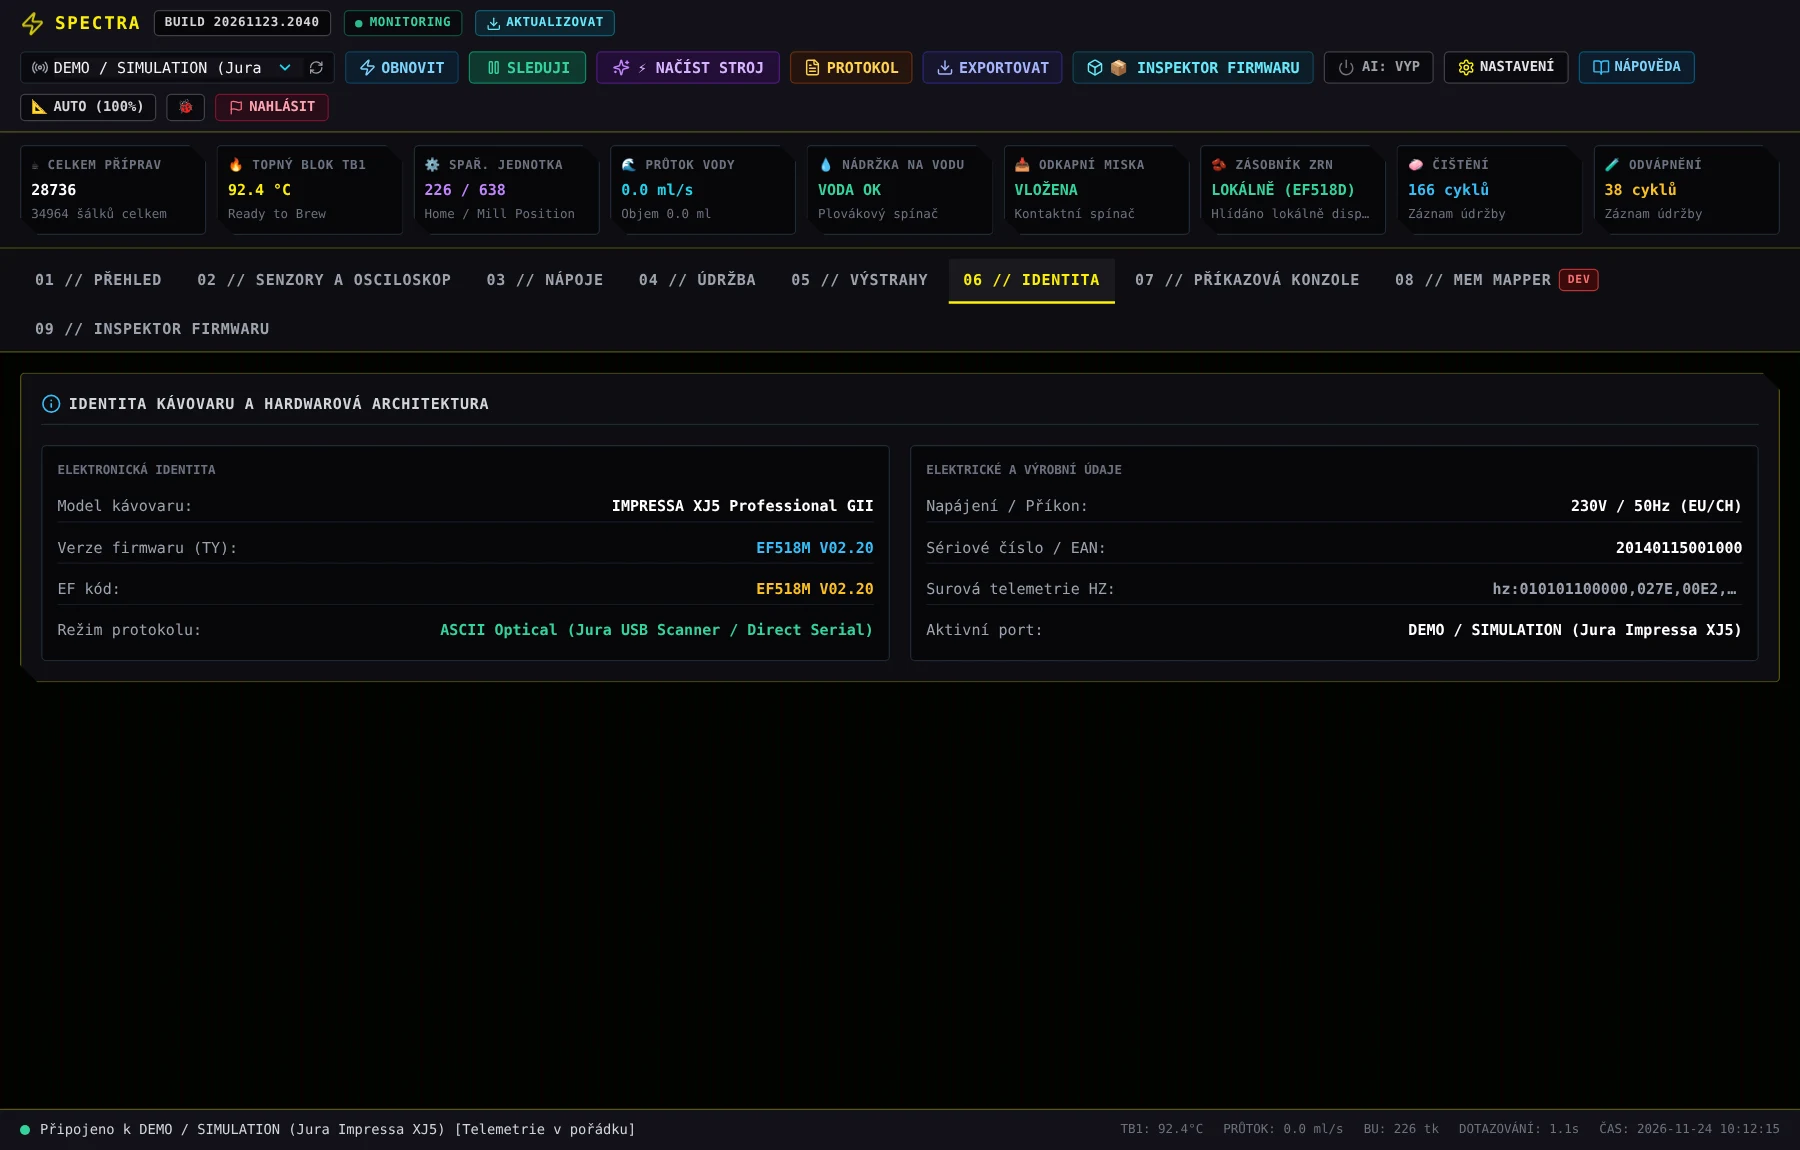 SPECTRA BUILD 20261123.2040 MONITORING AKTUALIZOVAT
DEMO / SIMULATION (Jura OBNOVIT SLEDUJI ⚡ NAČÍST STROJ PROTOKOL EXPORTOVAT INSPEKTOR FIRMWARU AI: VYP NASTAVENÍ NÁPOVĚDA
AUTO (100%) NAHLÁSIT
CELKEM PŘÍPRAV
28736
34964 šálků celkem
TOPNÝ BLOK TB1
92.4 °C
Ready to Brew
SPAŘ. JEDNOTKA
226 / 638
Home / Mill Position
PRŮTOK VODY
0.0 ml/s
Objem 0.0 ml
NÁDRŽKA NA VODU
VODA OK
Plovákový spínač
ODKAPNÍ MISKA
VLOŽENA
Kontaktní spínač
ZÁSOBNÍK ZRN
LOKÁLNĚ (EF518D)
Hlídáno lokálně disp…
ČIŠTĚNÍ
166 cyklů
Záznam údržby
ODVÁPNĚNÍ
38 cyklů
Záznam údržby
01 // PŘEHLED 02 // SENZORY A OSCILOSKOP 03 // NÁPOJE 04 // ÚDRŽBA 05 // VÝSTRAHY 06 // IDENTITA 07 // PŘÍKAZOVÁ KONZOLE 08 // MEM MAPPER DEV
09 // INSPEKTOR FIRMWARU
IDENTITA KÁVOVARU A HARDWAROVÁ ARCHITEKTURA
ELEKTRONICKÁ IDENTITA
Model kávovaru: IMPRESSA XJ5 Professional GII
Verze firmwaru (TY): EF518M V02.20
EF kód: EF518M V02.20
Režim protokolu: ASCII Optical (Jura USB Scanner / Direct Serial)
ELEKTRICKÉ A VÝROBNÍ ÚDAJE
Napájení / Příkon: 230V / 50Hz (EU/CH)
Sériové číslo / EAN: 20140115001000
Surová telemetrie HZ: hz:010101100000,027E,00E2,…
Aktivní port: DEMO / SIMULATION (Jura Impressa XJ5)
Připojeno k DEMO / SIMULATION (Jura Impressa XJ5) [Telemetrie v pořádku] TB1: 92.4°C PRŮTOK: 0.0 ml/s BU: 226 tk DOTAZOVÁNÍ: 1.1s ČAS: 2026-11-24 10:12:15